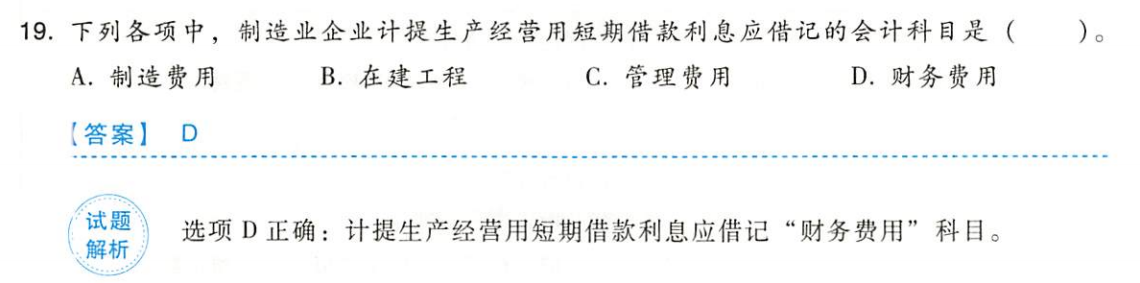 19. 下列各项中，制造业企业计提生产经营用短期借款利息应借记的会计科目是（　　）。
A. 制造费用　　B. 在建工程　　C. 管理费用　　D. 财务费用
【答案】 D
试题
解析
选项 D 正确：计提生产经营用短期借款利息应借记“财务费用”科目。